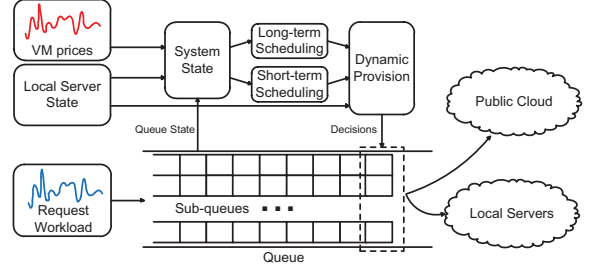 VM prices
Local Server
State
System
State
Long-term
Scheduling
Short-term
Scheduling
Dynamic
Provision
Queue State
Decisions
Public Cloud
Local Servers
Request
Workload
Sub-queues
Queue